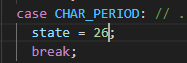 case CHAR_PERIOD: // .
state = 26;
break;